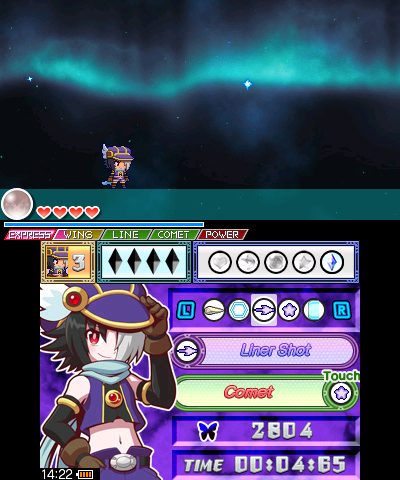 EXPRESS WING LINE COMET POWER
3
L R
Liner Shot
Touch
Comet
2804
TIME 00:04:65
14:22